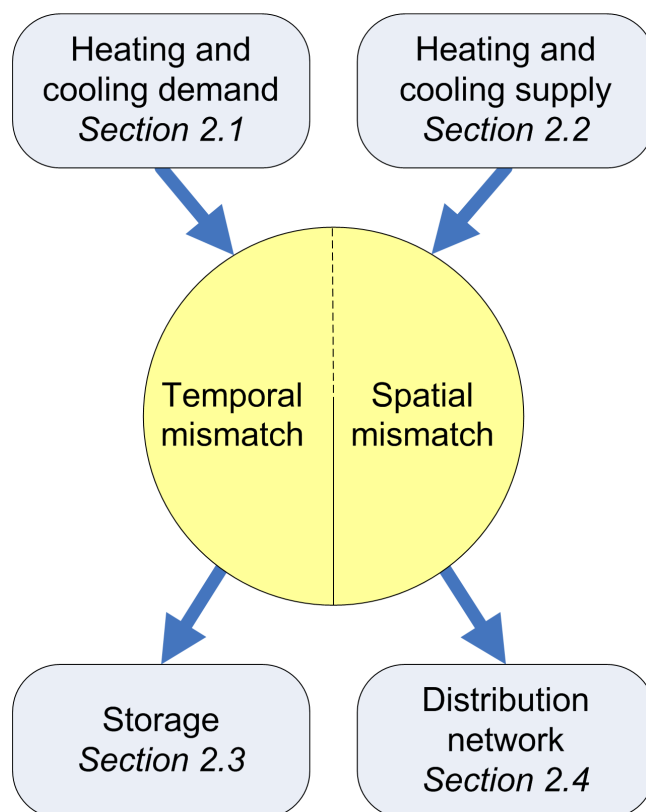 Heating and
cooling demand
Section 2.1
Heating and
cooling supply
Section 2.2
Temporal
mismatch
Spatial
mismatch
Storage
Section 2.3
Distribution
network
Section 2.4